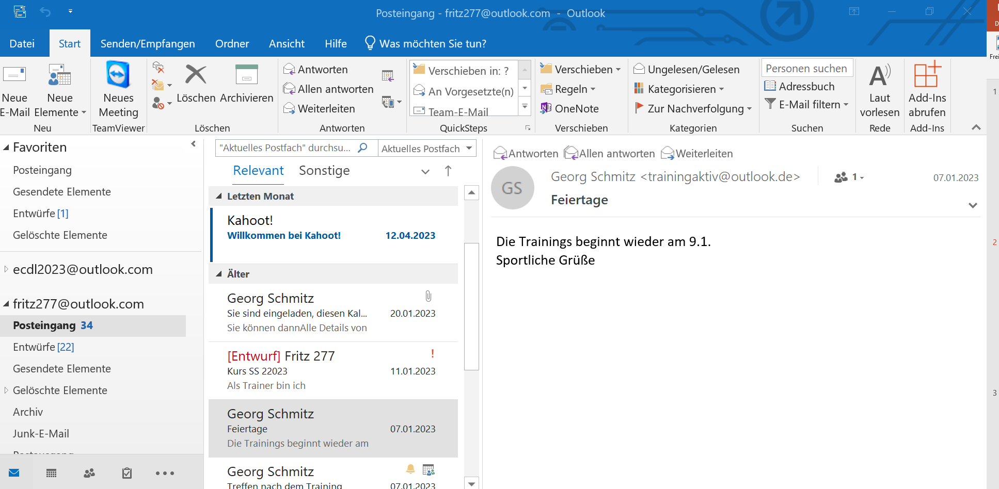 Posteingang - fritz277@outlook.com - Outlook
Datei Start Senden/Empfangen Ordner Ansicht Hilfe Was möchten Sie tun?
Neue
E-Mail
Neue
Elemente
Neu
Neues
Meeting
TeamViewer
Löschen Archivieren
Löschen
Antworten
Allen antworten
Weiterleiten
Antworten
Verschieben in: ?
An Vorgesetzte(n)
Team-E-Mail
QuickSteps
Verschieben
Regeln
OneNote
Verschieben
Ungelesen/Gelesen
Kategorisieren
Zur Nachverfolgung
Kategorien
Personen suchen
Adressbuch
E-Mail filtern
Suchen
Laut
vorlesen
Rede
Add-Ins
abrufen
Add-Ins
Favoriten
Posteingang
Gesendete Elemente
Entwürfe [1]
Gelöschte Elemente
ecdl2023@outlook.com
fritz277@outlook.com
Posteingang 34
Entwürfe [22]
Gesendete Elemente
Gelöschte Elemente
Archiv
Junk-E-Mail
"Aktuelles Postfach" durchsu... Aktuelles Postfach
Relevant Sonstige
Letzten Monat
Kahoot!
Willkommen bei Kahoot! 12.04.2023
Älter
Georg Schmitz
Sie sind eingeladen, diesen Kal... 20.01.2023
Sie können dannAlle Details von
[Entwurf] Fritz 277 !
Kurs SS 22023 11.01.2023
Als Trainer bin ich
Georg Schmitz
Feiertage 07.01.2023
Die Trainings beginnt wieder am
Georg Schmitz
Treffen nach dem Training 07.01.2023
Antworten Allen antworten Weiterleiten
GS
Georg Schmitz <trainingaktiv@outlook.de> 1 07.01.2023
Feiertage
Die Trainings beginnt wieder am 9.1.
Sportliche Grüße
D
Frei
1
2
3